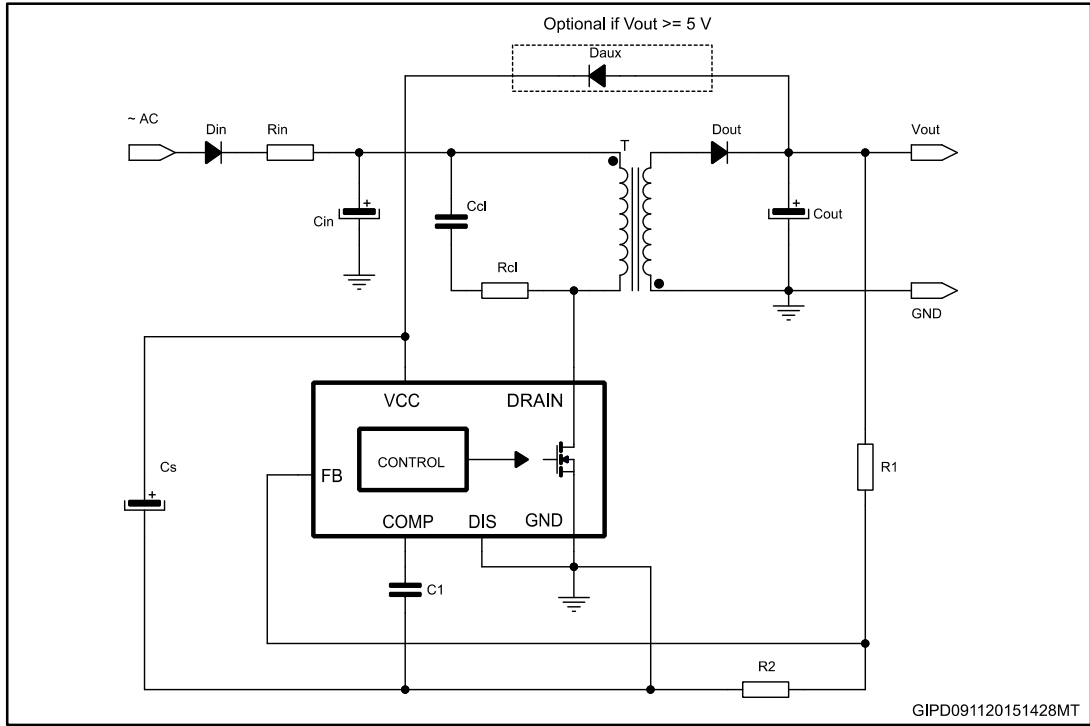 Optional if Vout >= 5 V
Daux
~ AC
Din
Rin
T
Dout
Vout
Ccl
Cin
+
+
Cout
Rcl
GND
VCC
DRAIN
Cs
+
CONTROL
FB
R1
COMP
DIS
GND
C1
R2
GIPD091120151428MT